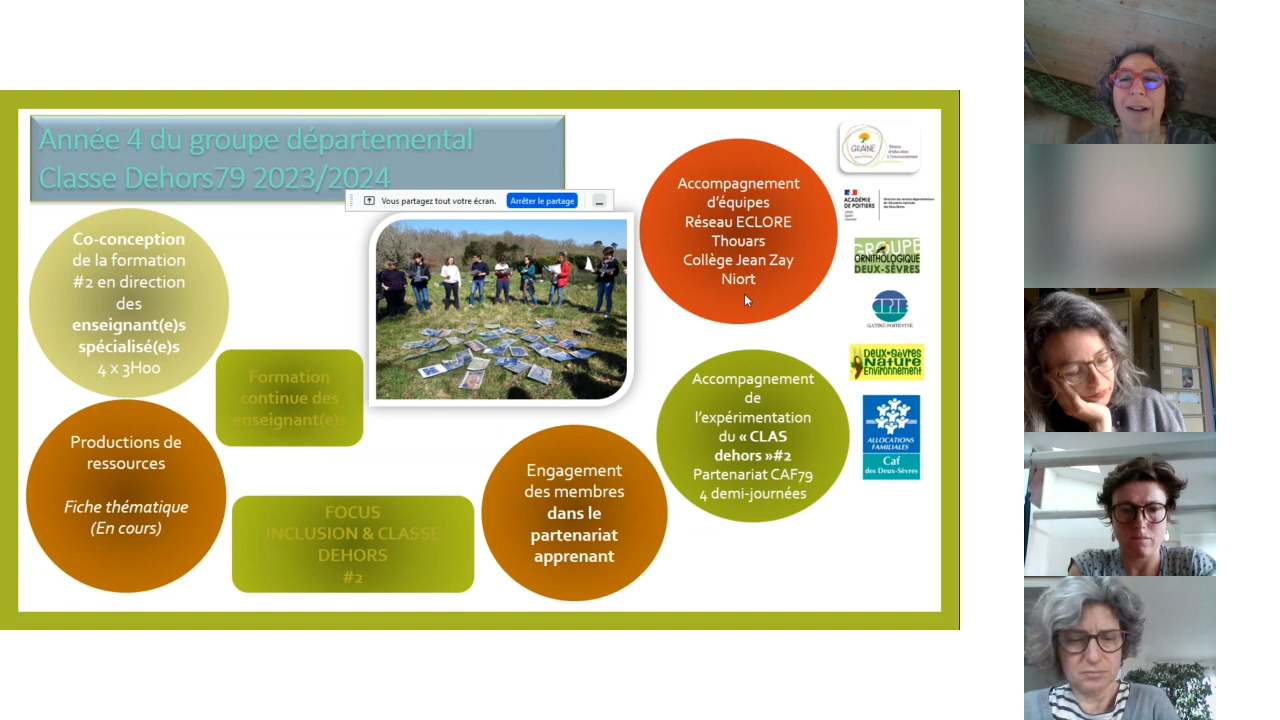 Année 4 du groupe départemental
Classe Dehors79 2023/2024
Vous partagez tout votre écran.
Arrêter le partage
Co-conception
de la formation
#2 en direction
des
enseignant(e)s
spécialisé(e)s
4 x 3H00
Formation
continue des
enseignant(e)s
Productions de
ressources
Fiche thématique
(En cours)
FOCUS
INCLUSION & CLASSE
DEHORS
#2
Engagement
des membres
dans le
partenariat
apprenant
Accompagnement
d'équipes
Réseau ECLORE
Thouars
Collège Jean Zay
Niort
Accompagnement
de
l'expérimentation
du « CLAS
dehors »#2
Partenariat CAF79
4 demi-journées
GRAINE
ACADÉMIE
DE POITIERS
GROUPE
ORNITHOLOGIQUE
DEUX-SÈVRES
CPIE
GATINE POITEVINE
DEUX-SÈVRES
NATURE
ENVIRONNEMENT
ALLOCATIONS
FAMILIALES
Caf
des Deux-Sèvres